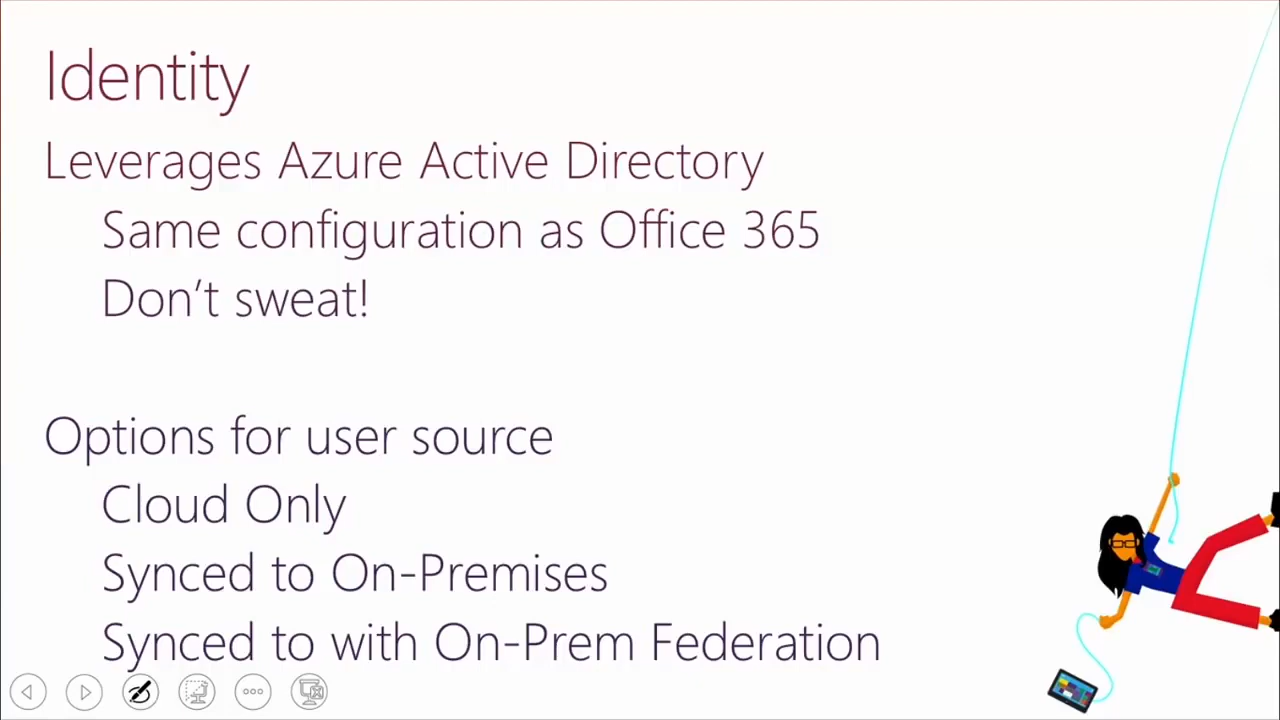 Identity
Leverages Azure Active Directory
Same configuration as Office 365
Don't sweat!
Options for user source
Cloud Only
Synced to On-Premises
Synced to with On-Prem Federation